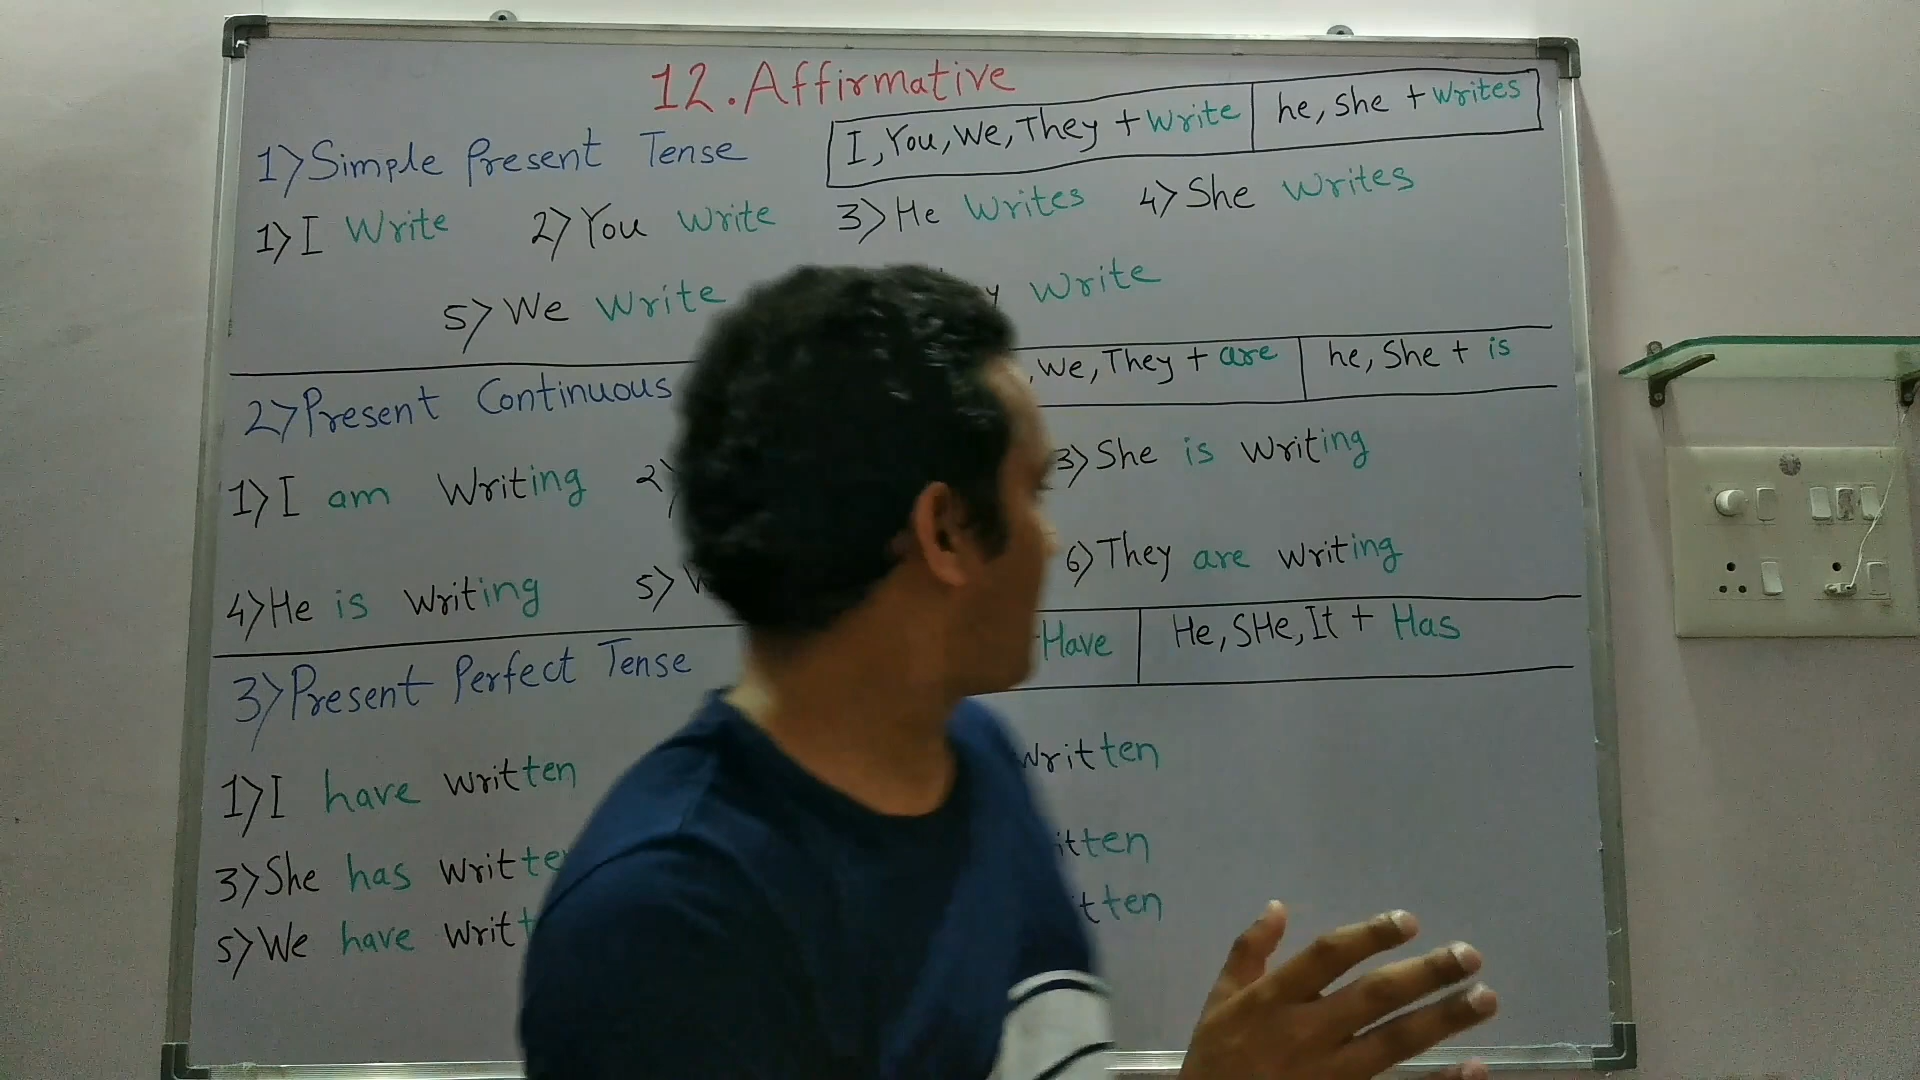 12. Affirmative
1) Simple Present Tense
I, You, We, They + Write
he, She + Writes
1) I Write 2) You Write 3) He Writes 4) She Writes
5) We Write Write
2) Present Continuous
, We, They + are
he, She + is
1) I am Writing 2) 3) She is writing
4) He is writing 5) 6) They are writing
3) Present Perfect Tense
Have
He, SHe, It + Has
1) I have written written
3) She has
5) We have